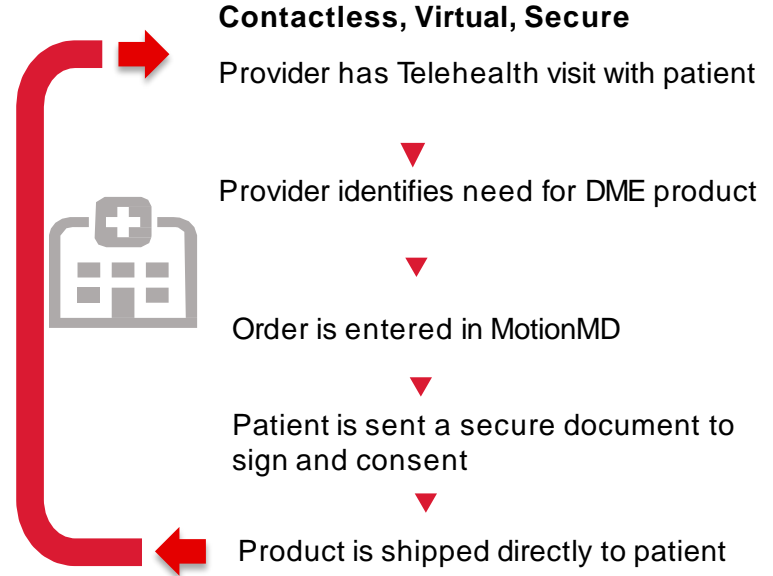 Contactless, Virtual, Secure
Provider has Telehealth visit with patient
Provider identifies need for DME product
Order is entered in MotionMD
Patient is sent a secure document to
sign and consent
Product is shipped directly to patient